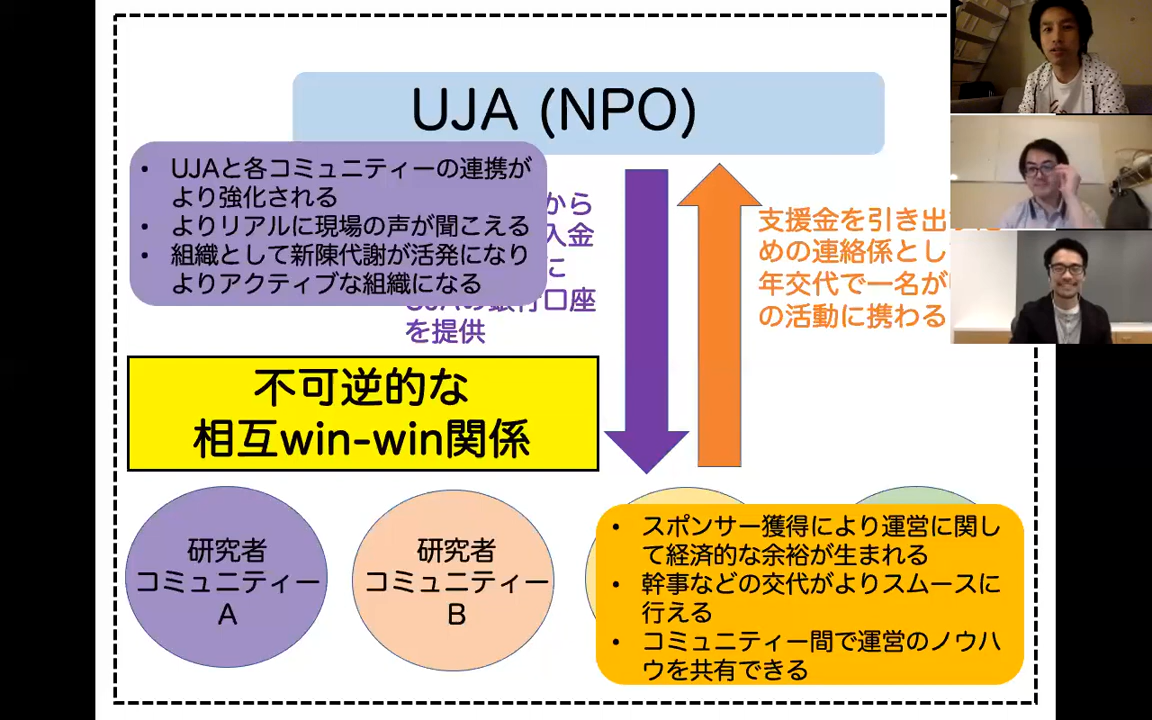 UJA (NPO)
• UJAと各コミュニティーの連携が
より強化される
• よりリアルに現場の声が聞こえる
• 組織として新陳代謝が活発になり
よりアクティブな組織になる
から
入金
に
UJAの銀行口座
を提供
支援金を引き出
めの連絡係とし
年交代で一名が
の活動に携わる
不可逆的な
相互win-win関係
研究者
コミュニティー
A
研究者
コミュニティー
B
• スポンサー獲得により運営に関し
て経済的な余裕が生まれる
• 幹事などの交代がよりスムースに
行える
• コミュニティー間で運営のノウハ
ウを共有できる